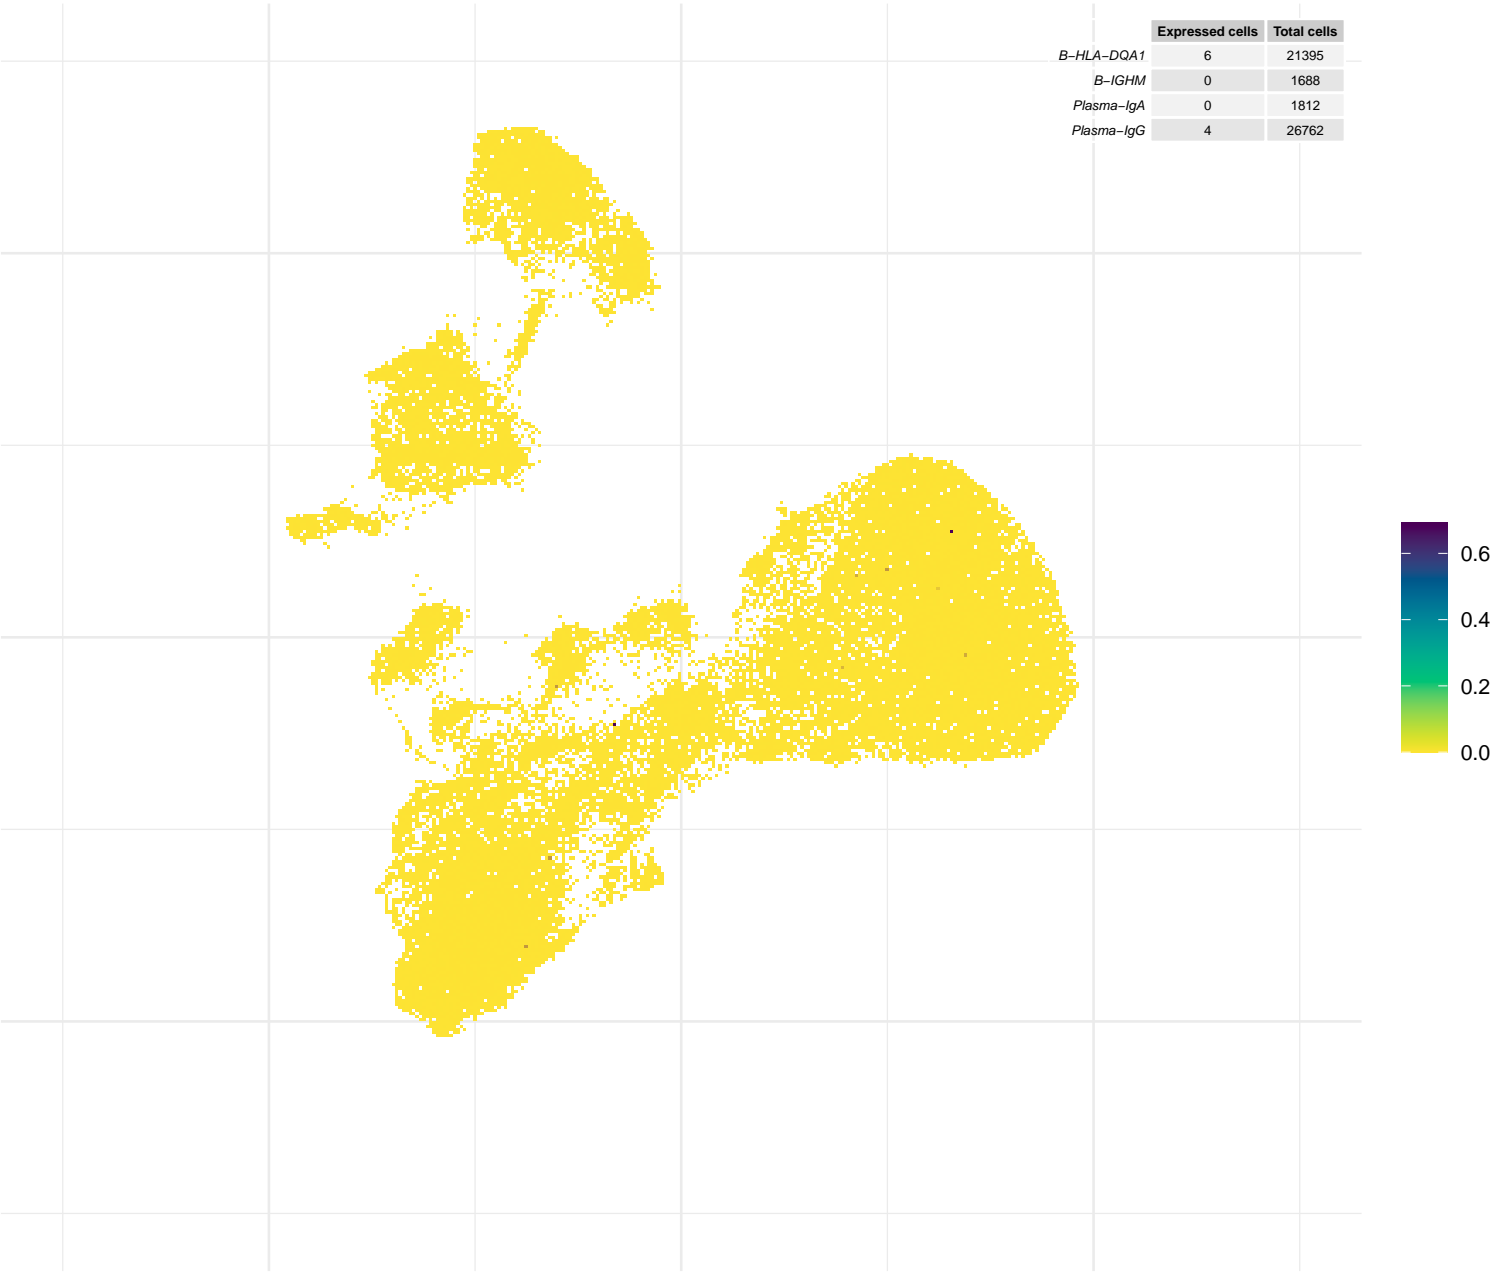 Expressed cells Total cells
B−HLA−DQA1 6 21395
B−IGHM 0 1688
Plasma−IgA 0 1812
Plasma−IgG 4 26762
0.6
0.4
0.2
0.0